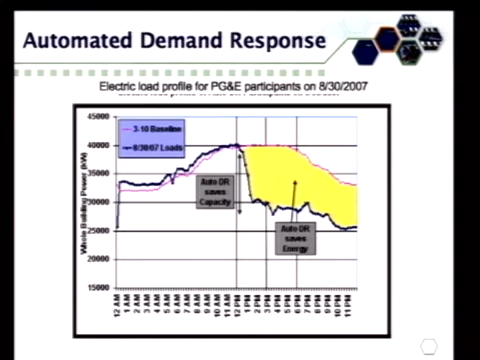 Automated Demand Response
Electric load profile for PG&E participants on 8/30/2007
45000
40000
35000
30000
25000
20000
15000
Whole Building Power (kW)
3-10 Baseline
8/30/07 Loads
Auto DR
saves
Capacity
Auto DR
saves
Energy
12 AM
1 AM
2 AM
3 AM
4 AM
5 AM
6 AM
7 AM
8 AM
9 AM
10 AM
11 AM
12 PM
1 PM
2 PM
3 PM
4 PM
5 PM
6 PM
7 PM
8 PM
9 PM
10 PM
11 PM